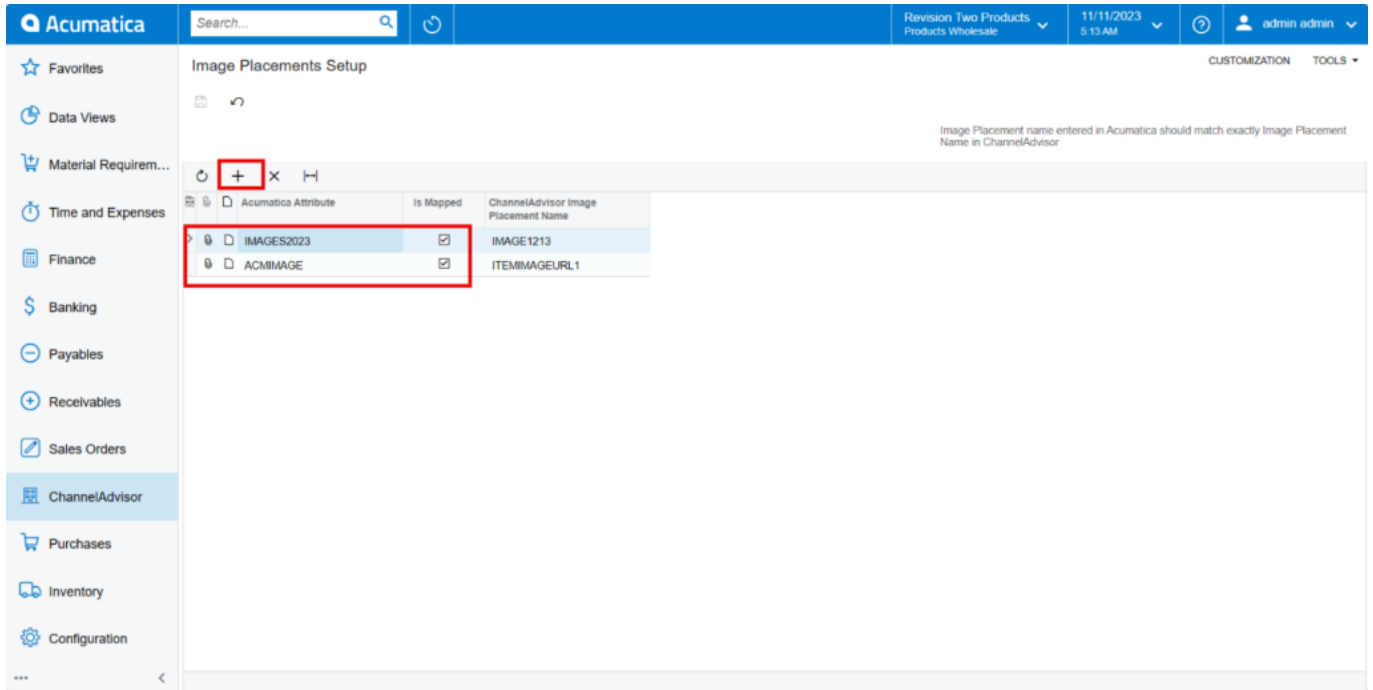 Acumatica
Search...
Revision Two Products
Products Wholesale
11/11/2023
5:13 AM
admin admin
Favorites
Data Views
Material Requirem...
Time and Expenses
Finance
Banking
Payables
Receivables
Sales Orders
ChannelAdvisor
Purchases
Inventory
Configuration
Image Placements Setup
CUSTOMIZATION TOOLS
Image Placement name entered in Acumatica should match exactly Image Placement
Name in ChannelAdvisor
Acumatica Attribute Is Mapped ChannelAdvisor Image
Placement Name
IMAGES2023 IMAGE1213
ACMIMAGE ITEMIMAGEURL1